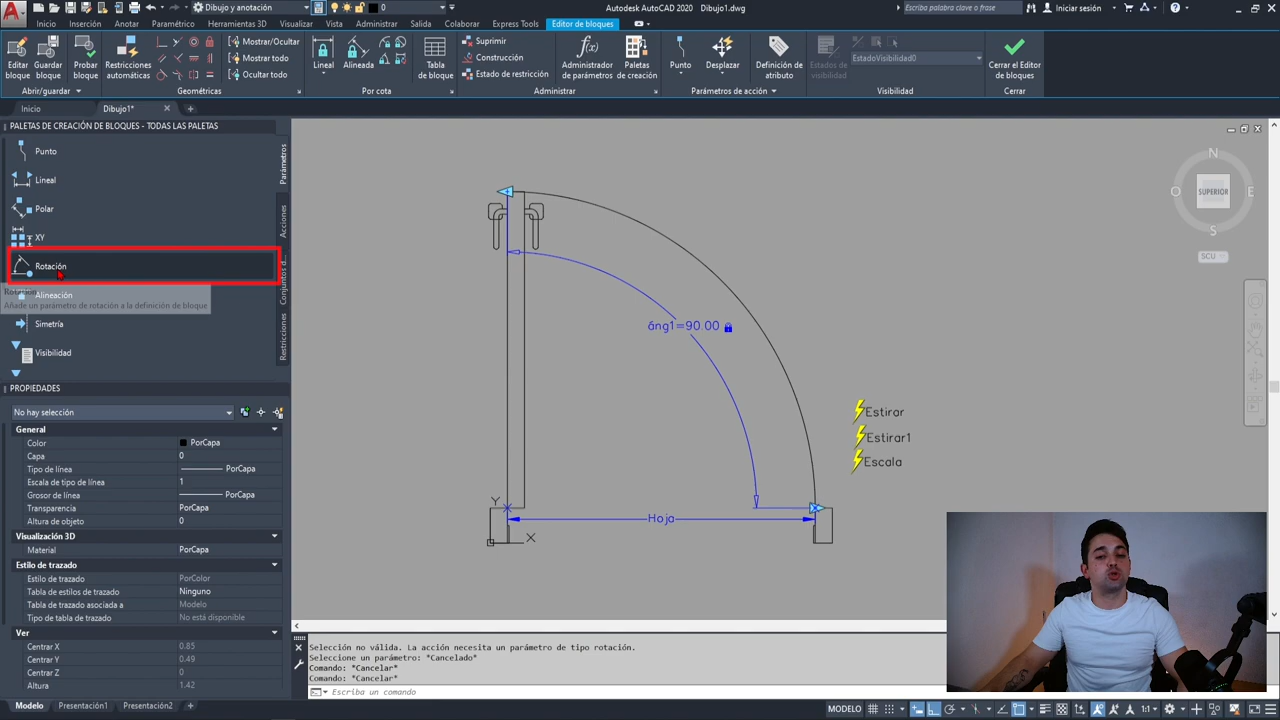 Dibujo y anotación
0
Autodesk AutoCAD 2020 Dibujo1.dwg
Escriba palabra clave o frase
Iniciar sesión
Inicio Insertar Anotar Paramétrico Herramientas 3D Visualizar Vista Administrar Salida Colaborar Express Tools Editor de bloques
Editar bloque
Guardar bloque
Probar bloque
Restricciones automáticas
Mostrar/Ocultar
Mostrar todo
Ocultar todo
Lineal
Alineada
Tabla de bloque
Suprimir
Construcción
Estado de restricción
Administrador de parámetros
Paletas de creación
Punto
Desplazar
Definición de atributo
Estados de visibilidad
EstadoVisibilidad0
Cerrar el Editor de bloques
Abrir/guardar
Geométricas
Por cota
Administrar
Parámetros de acción
Visibilidad
Cerrar
Inicio
Dibujo1*
PALETAS DE CREACIÓN DE BLOQUES - TODAS LAS PALETAS
Punto
Lineal
Polar
XY
Rotación
Rotación
Alineación
Añade un parámetro de rotación a la definición de bloque
Simetría
Visibilidad
Parámetros
Acciones
Conjuntos d...
Restricciones
PROPIEDADES
No hay selección
General
Color PorCapa
Capa 0
Tipo de línea PorCapa
Escala de tipo de línea 1
Grosor de línea PorCapa
Transparencia PorCapa
Altura de objeto 0
Visualización 3D
Material PorCapa
Estilo de trazado
Estilo de trazado PorColor
Tabla de estilos de trazado Ninguno
Tabla de trazado asociada a Modelo
Tipo de tabla de trazado No está disponible
Ver
Centrar X 0.85
Centrar Y 0.49
Centrar Z 0
Altura 1.42
áng1=90.00
Estirar
Estirar1
Escala
Hoja
Y
X
N
O SUPERIOR E
S
SCU
Selección no válida. La acción necesita un parámetro de tipo rotación.
Seleccione un parámetro: *Cancelado*
Comando: *Cancelar*
Comando: *Cancelar*
Escriba un comando
Modelo Presentación1 Presentación2
MODELO
1:1